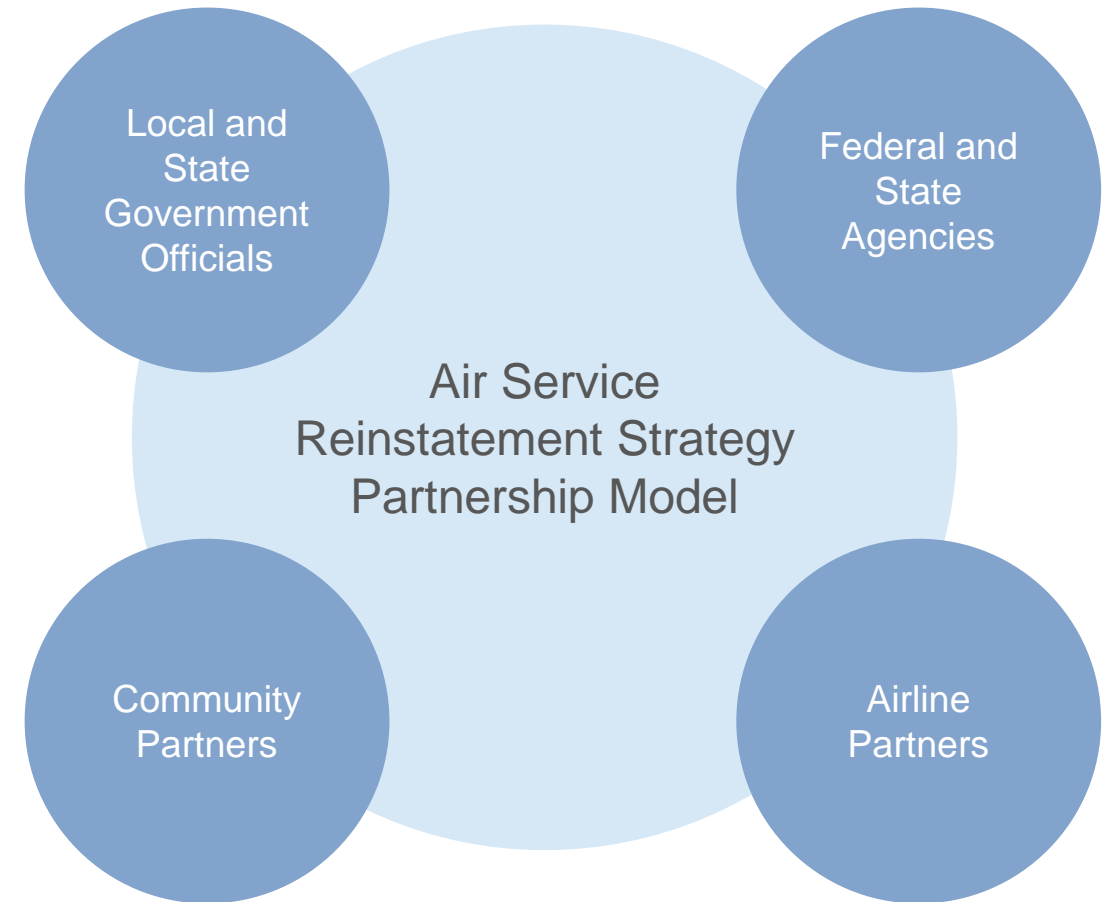 Local and
State
Government
Officials
Federal and
State
Agencies
Air Service
Reinstatement Strategy
Partnership Model
Community
Partners
Airline
Partners